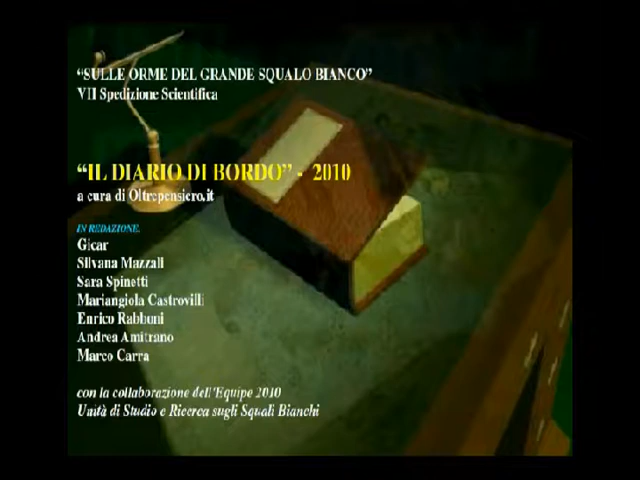 “SULLE ORME DEL GRANDE SQUALO BIANCO”
VII Spedizione Scientifica
“IL DIARIO DI BORDO” - 2010
a cura di Oltrepensiero.it
IN REDAZIONE.
Gicar
Silvana Mazzali
Sara Spinetti
Mariangiola Castrovilli
Enrico Rabboni
Andrea Amitrano
Marco Carra
con la collaborazione dell'Equipe 2010
Unità di Studio e Ricerca sugli Squali Bianchi